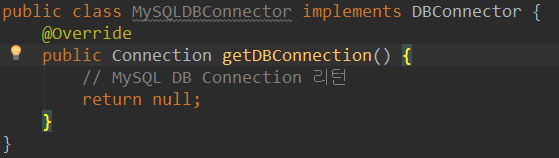 public class MySQLDBConnector implements DBConnector {
@Override
public Connection getDBConnection() {
// MySQL DB Connection 리턴
return null;
}
}